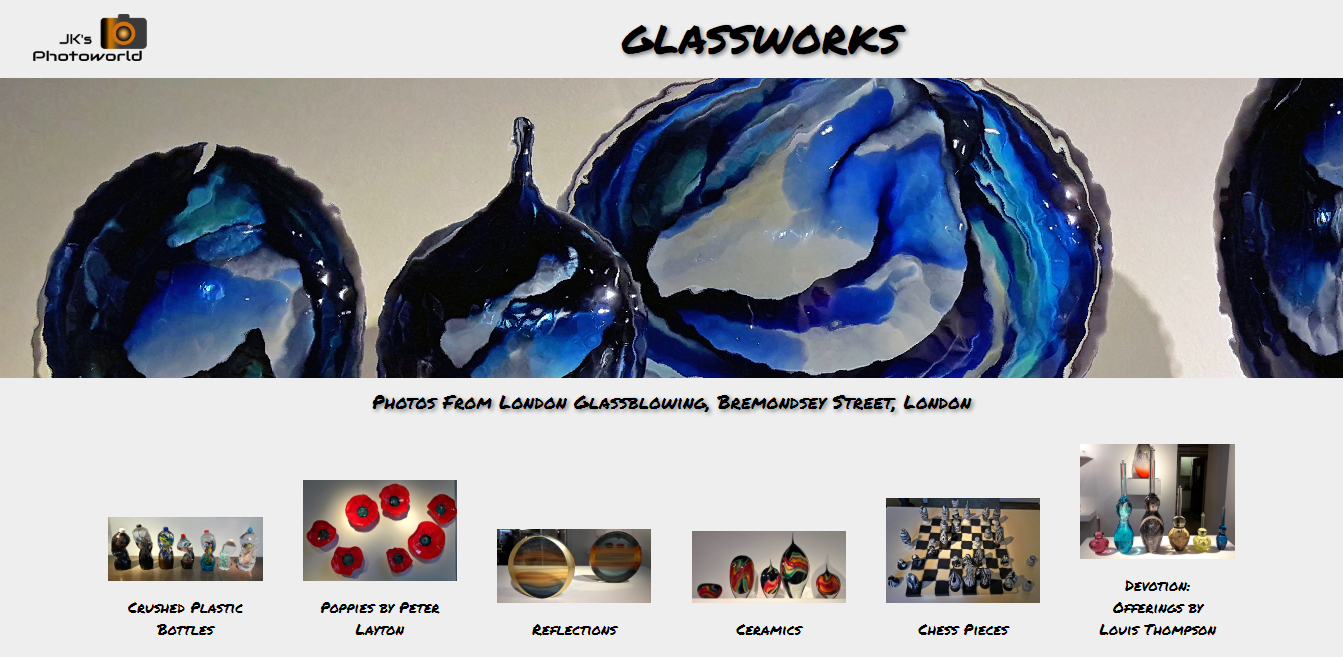 JK's
Photoworld
GLASSWORKS
Photos From London Glassblowing, Bremondsey Street, London
Crushed Plastic
Bottles
Poppies by Peter
Layton
Reflections
Ceramics
Chess Pieces
Devotion:
Offerings by
Louis Thompson